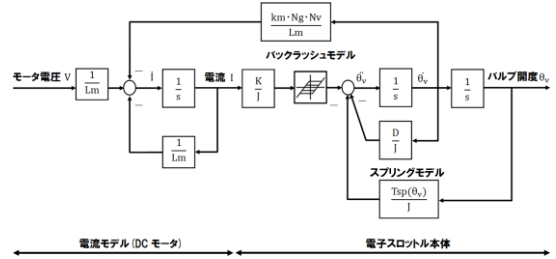 km・Ng・Nv
Lm
バックラッシュモデル
モータ電圧 V
1
Lm
İ
1
s
電流 I
K
J
θ̈v
1
s
θ̇v
1
s
バルブ開度 θv
1
Lm
D
J
スプリングモデル
Tsp(θv)
J
電流モデル(DC モータ)
電子スロットル本体